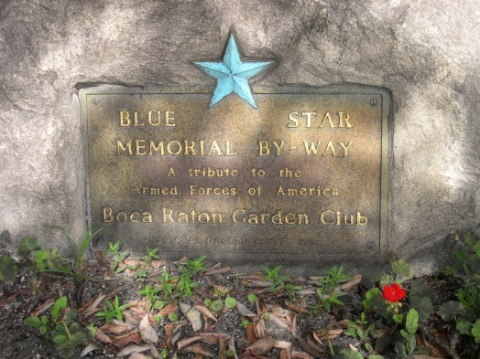 BLUE STAR
MEMORIAL BY-WAY
A tribute to the
Armed Forces of America
Boca Raton Garden Club